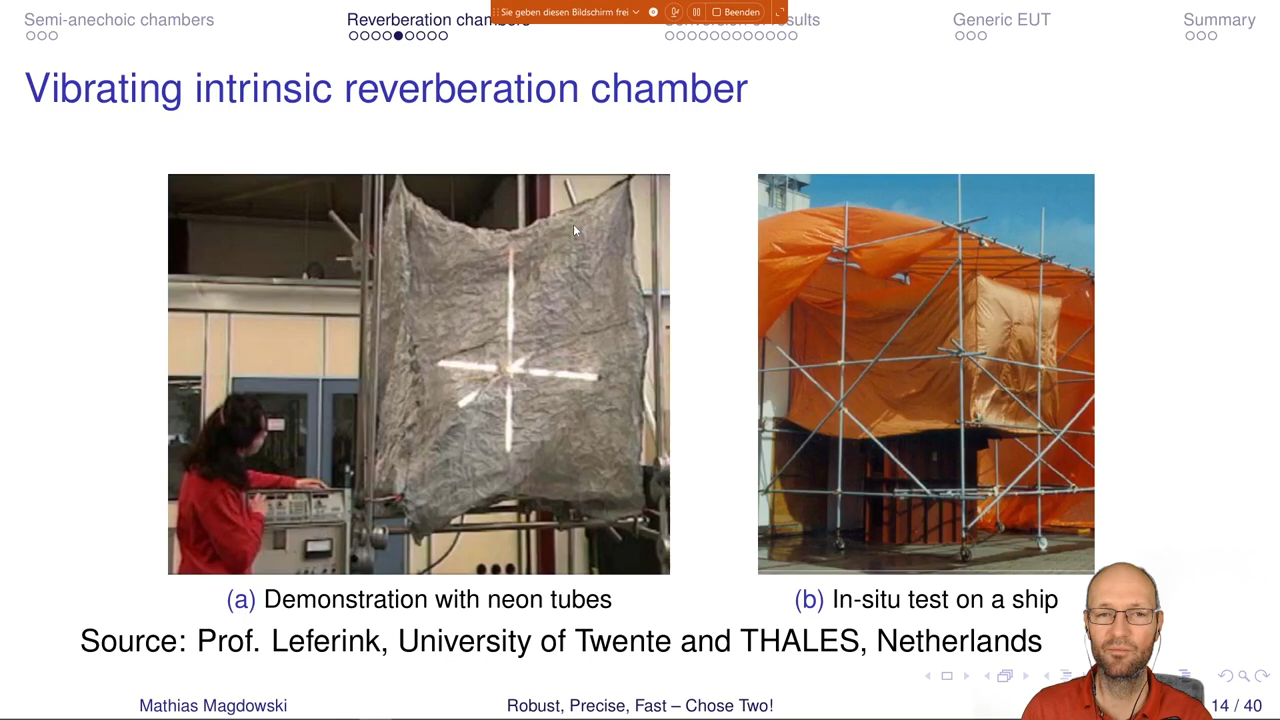 Semi-anechoic chambers
Reverberation chambers
Sie geben diesen Bildschirm frei
Beenden
results
Generic EUT
Summary
Vibrating intrinsic reverberation chamber
(a) Demonstration with neon tubes
(b) In-situ test on a ship
Source: Prof. Leferink, University of Twente and THALES, Netherlands
Mathias Magdowski
Robust, Precise, Fast – Chose Two!
14 / 40